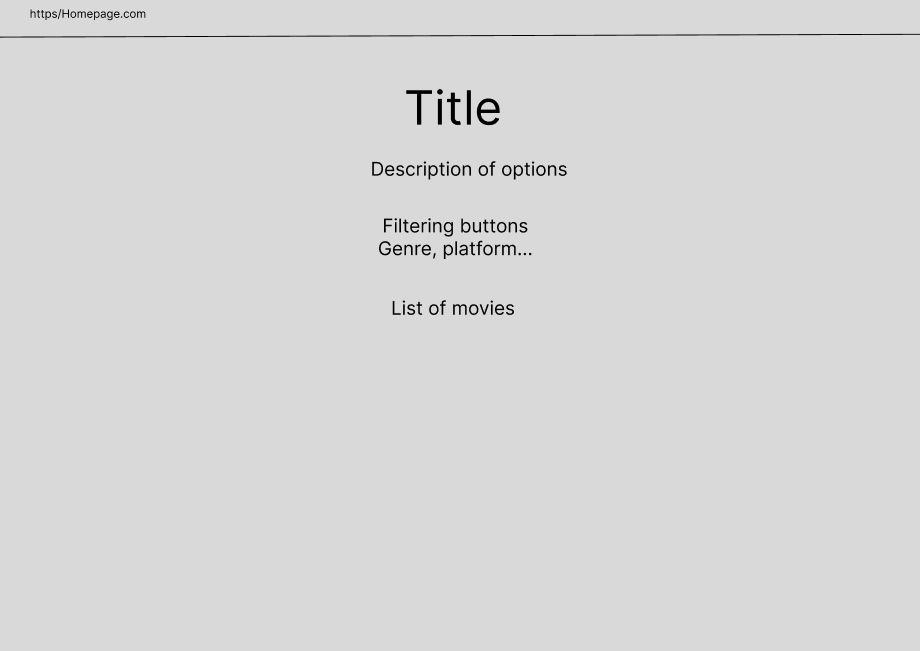 https/Homepage.com
Title
Description of options
Filtering buttons
Genre, platform...
List of movies